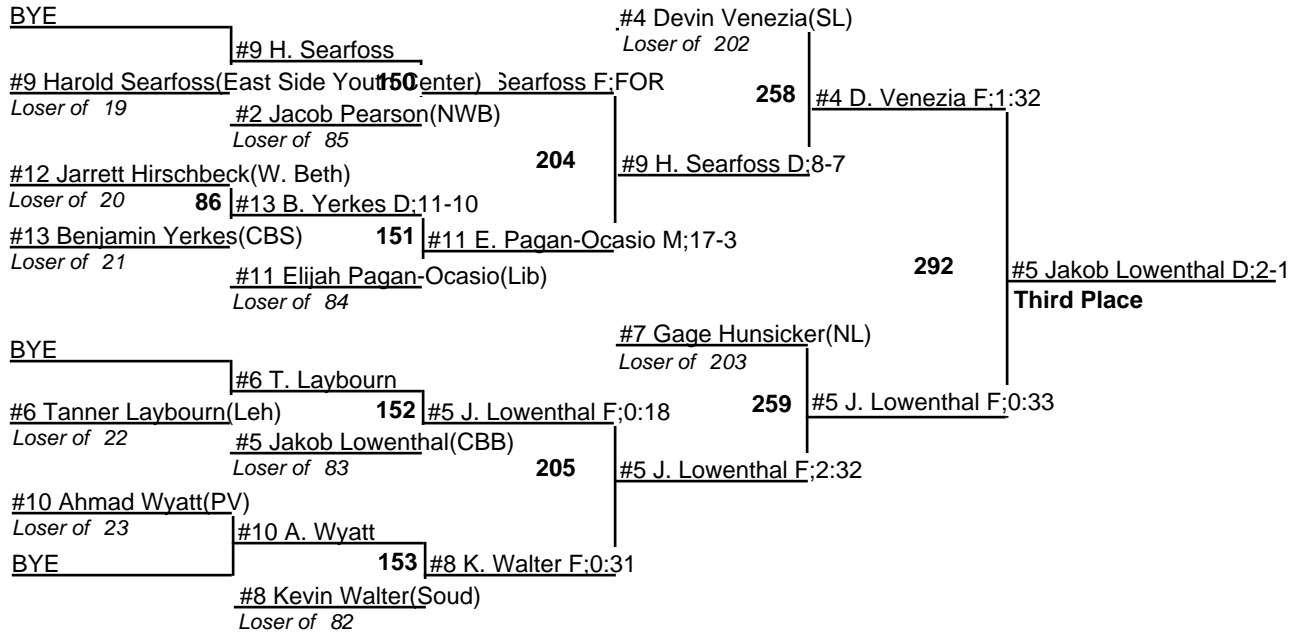 BYE
#9 H. Searfoss
#9 Harold Searfoss(East Side Youth Center)
Loser of 19
150
Searfoss F;FOR
#2 Jacob Pearson(NWB)
Loser of 85
#12 Jarrett Hirschbeck(W. Beth)
Loser of 20
86
#13 B. Yerkes D;11-10
#13 Benjamin Yerkes(CBS)
Loser of 21
151
#11 E. Pagan-Ocasio M;17-3
#11 Elijah Pagan-Ocasio(Lib)
Loser of 84
204
#9 H. Searfoss D;8-7
#4 Devin Venezia(SL)
Loser of 202
258
#4 D. Venezia F;1:32
BYE
#6 T. Laybourn
#6 Tanner Laybourn(Leh)
Loser of 22
152
#5 J. Lowenthal F;0:18
#5 Jakob Lowenthal(CBB)
Loser of 83
#10 Ahmad Wyatt(PV)
Loser of 23
#10 A. Wyatt
BYE
153
#8 K. Walter F;0:31
#8 Kevin Walter(Soud)
Loser of 82
205
#5 J. Lowenthal F;2:32
#7 Gage Hunsicker(NL)
Loser of 203
259
#5 J. Lowenthal F;0:33
292
#5 Jakob Lowenthal D;2-1
Third Place